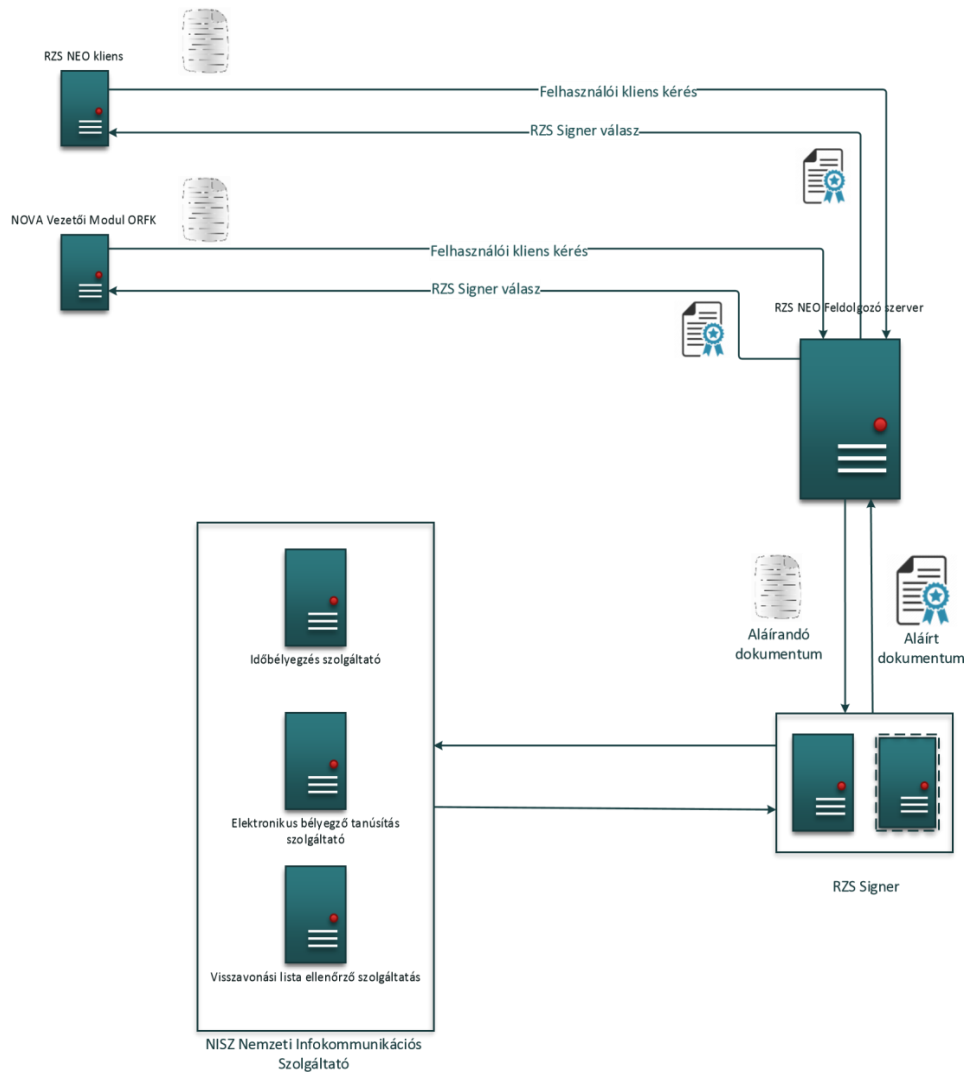 RZS NEO kliens
Felhasználói kliens kérés
RZS Signer válasz
NOVA Vezetői Modul ORFK
Felhasználói kliens kérés
RZS Signer válasz
RZS NEO Feldolgozó szerver
Aláírandó
dokumentum
Aláírt
dokumentum
Időbélyegzés szolgáltató
Elektronikus bélyegző tanúsítás
szolgáltató
Visszavonási lista ellenőrző szolgáltatás
RZS Signer
NISZ Nemzeti Infokommunikációs
Szolgáltató